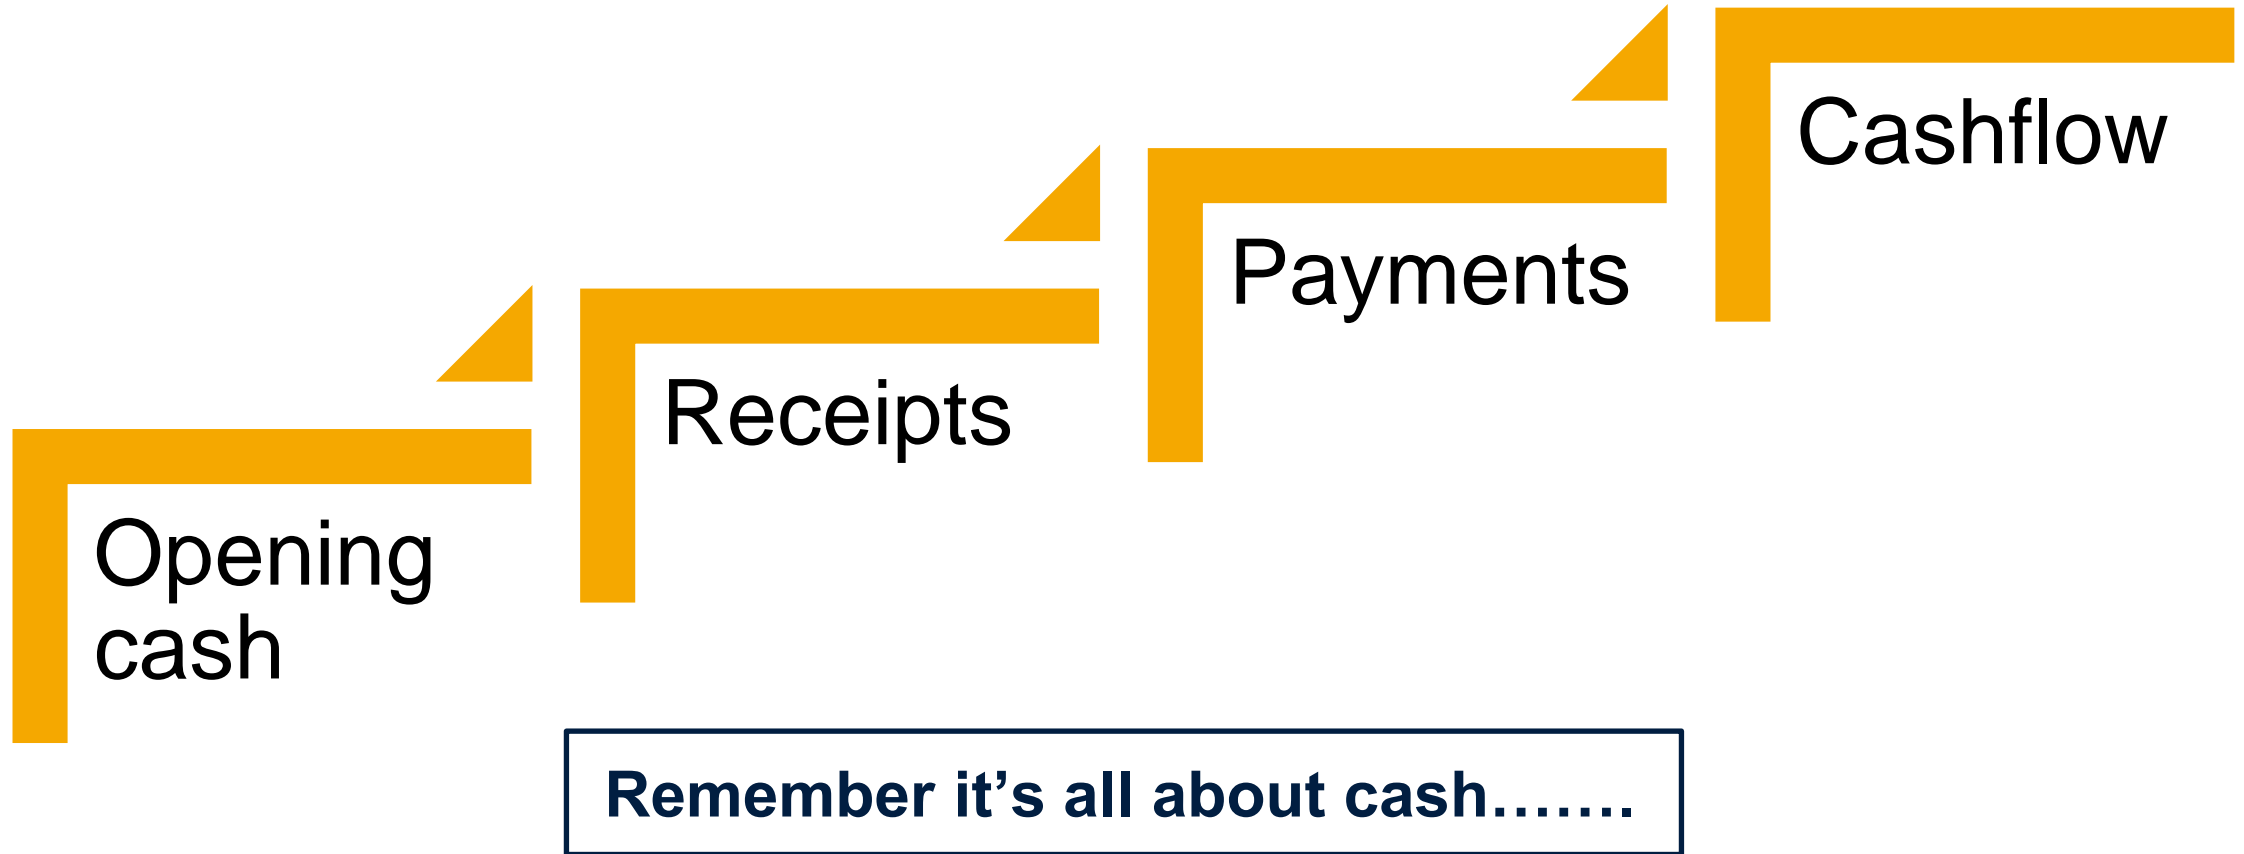 Opening
cash
Receipts
Payments
Cashflow
Remember it’s all about cash…….